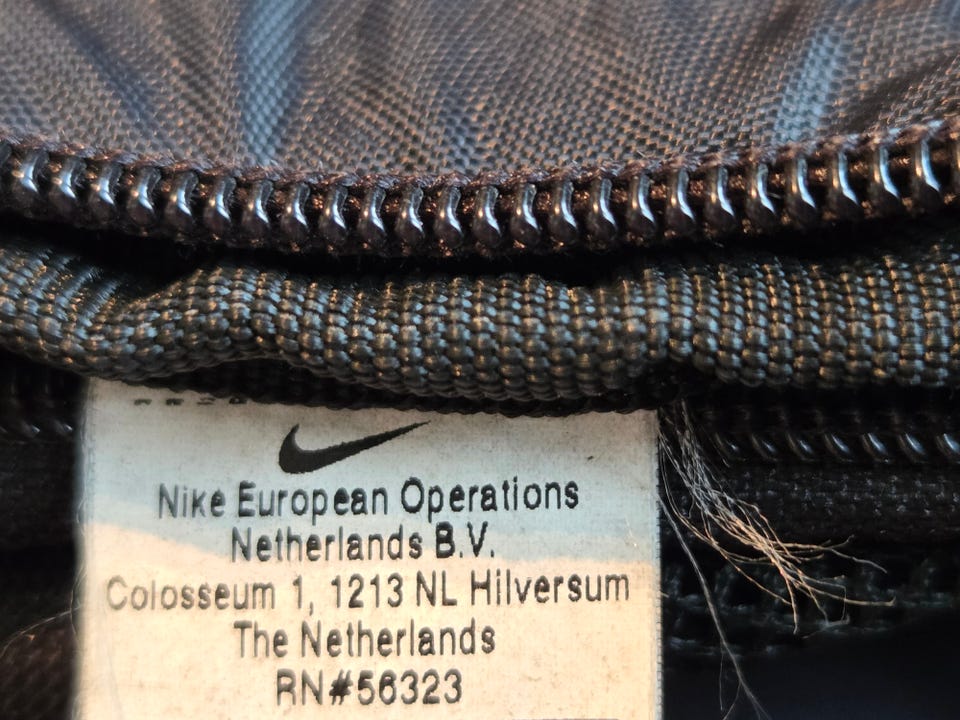 Nike European Operations
Netherlands B.V.
Colosseum 1, 1213 NL Hilversum
The Netherlands
RN#56323